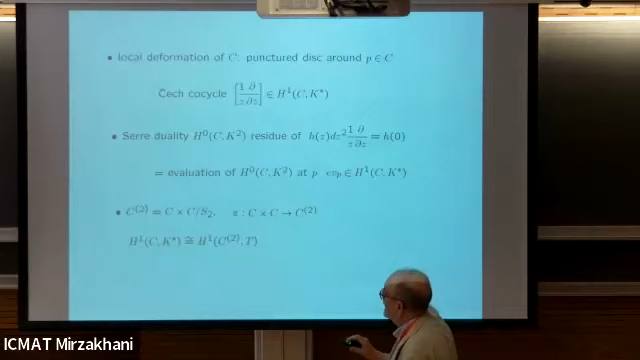 • local deformation of C: punctured disc around p ∈ C
Čech cocycle [1/z ∂/∂z] ∈ H¹(C, K*)
• Serre duality H⁰(C, K²) residue of h(z)dz² 1/z ∂/∂z = h(0)
= evaluation of H⁰(C, K²) at p ∈ H¹(C, K*)
• C⁽²⁾ = C × C/S₂, : C × C → C⁽²⁾
H¹(C, K*) ≅ H¹(C⁽²⁾, T)
ICMAT Mirzakhani